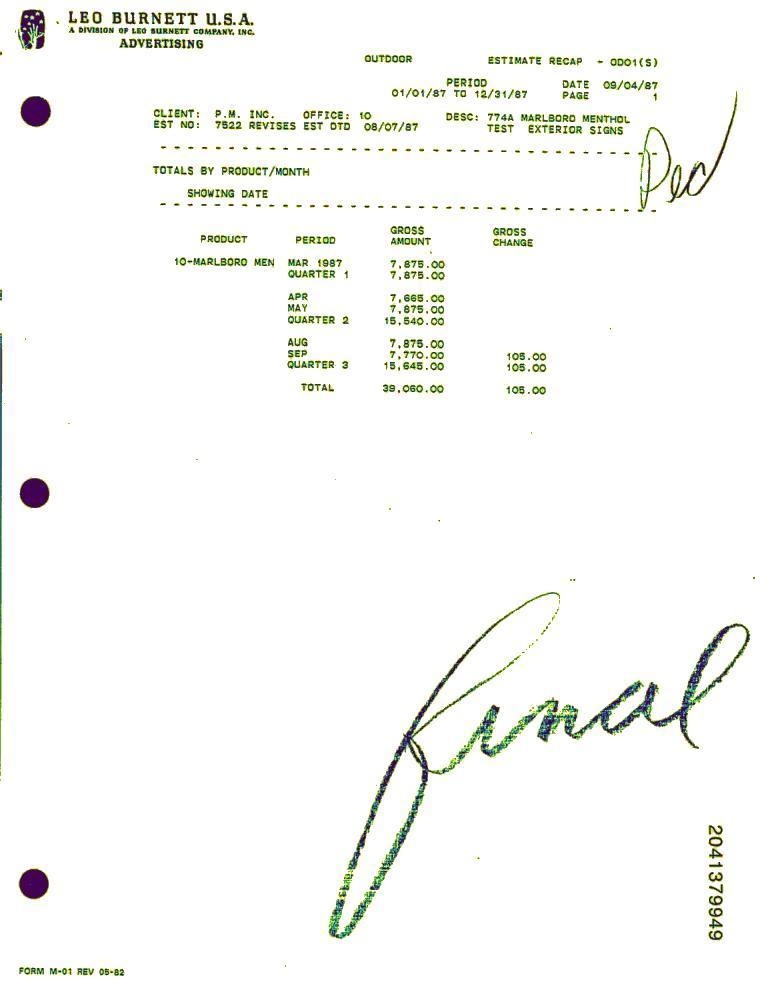 LEO BURNETT U.S.A.
A DIVISION OF LEO BURNETT COMPANY, INC.
ADVERTISING
OUTDOOR ESTIMATE RECAP - OD01(S)
PERIOD DATE 09/04/87
01/01/87 TO 12/31/87 PAGE 1
CLIENT: P.M. INC. OFFICE: 10 DESC: 774A MARLBORO MENTHOL
EST NO: 7522 REVISES EST DTD 08/07/87 TEST EXTERIOR SIGNS
TOTALS BY PRODUCT/MONTH
SHOWING DATE
GROSS GROSS
PRODUCT PERIOD AMOUNT CHANGE
10-MARLBORO MEN MAR 1987 7,875.00
QUARTER 1 7,875.00
APR 7,665.00
MAY 7,875.00
QUARTER 2 15,540.00
AUG 7,875.00
SEP 7,770.00 105.00
QUARTER 3 15,645.00 105.00
TOTAL 39,060.00 105.00
Final
2041379949
FORM M-01 REV 05-82